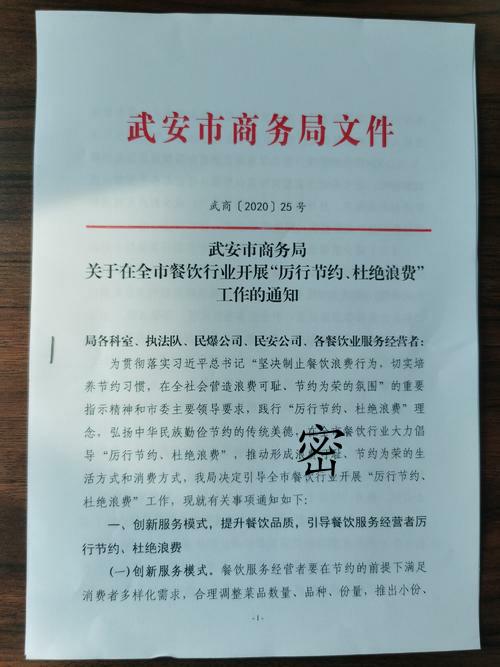 武安市商务局文件
武商〔2020〕25号
武安市商务局
关于在全市餐饮行业开展“厉行节约、杜绝浪费”
工作的通知
局各科室、执法队、民爆公司、民安公司、各餐饮业服务经营者：
为贯彻落实习近平总书记“坚决制止餐饮浪费行为，切实培
养节约习惯，在全社会营造浪费可耻、节约为荣的氛围”的重要
指示精神和市委主要领导要求，践行“厉行节约、杜绝浪费”理
念，弘扬中华民族勤俭节约的传统美德，在市餐饮行业大力倡
导“厉行节约、杜绝浪费”，推动形成浪、节约为荣的生
活方式和消费方式，我局决定引导全市餐饮行业开展“厉行节约、
杜绝浪费”工作，现就有关事项通知如下：
密
一、创新服务模式，提升餐饮品质，引导餐饮服务经营者厉
行节约、杜绝浪费
(一)创新服务模式。餐饮服务经营者要在节约的前提下满足
消费者多样化需求，合理调整菜品数量、品种、份量，推出小份、
-1-